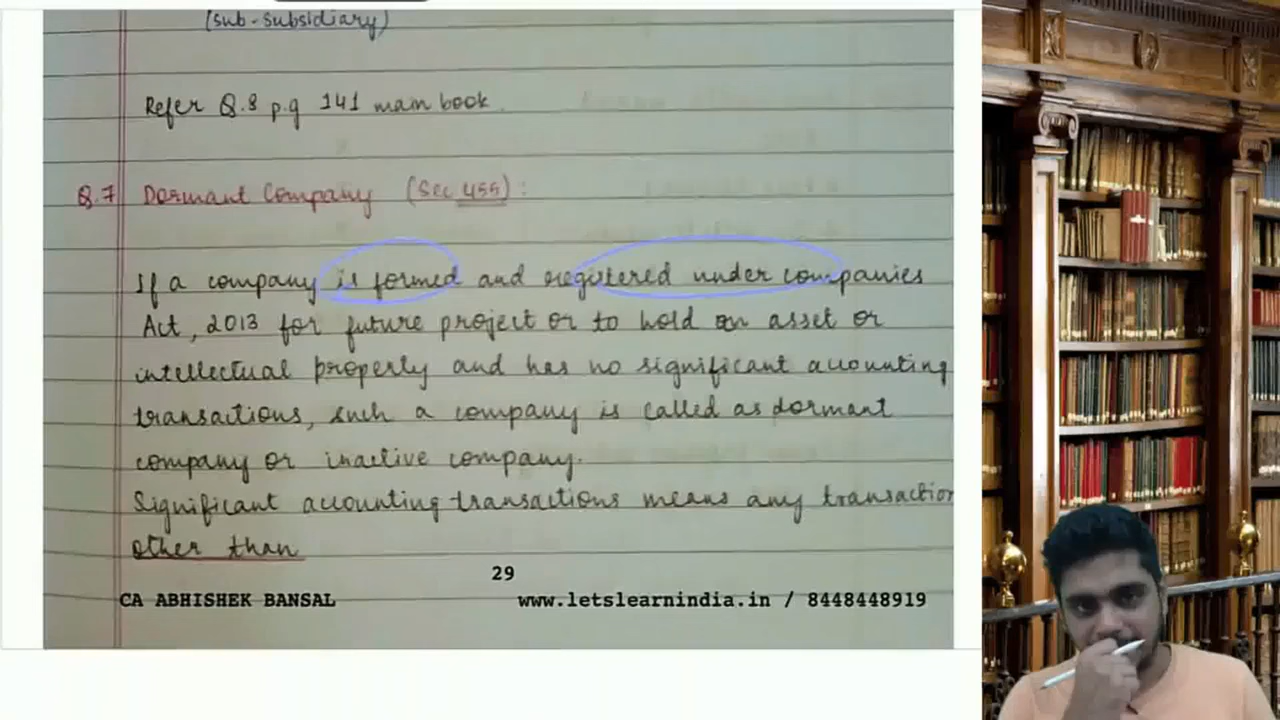 (sub-subsidiary)
Refer Q.8 p.g 141 main book.
Q.7 Dormant Company (Sec 455):
If a company is formed and registered under companies
Act, 2013 for future project or to hold an asset or
intellectual property and has no significant accounting
transactions, such a company is called as dormant
company or inactive company.
Significant accounting transactions means any transaction
other than
29
CA ABHISHEK BANSAL www.letslearnindia.in / 8448448919